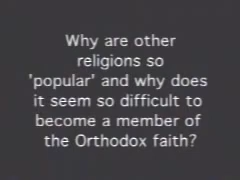 Why are other
religions so
'popular' and why does
it seem so difficult to
become a member of
the Orthodox faith?